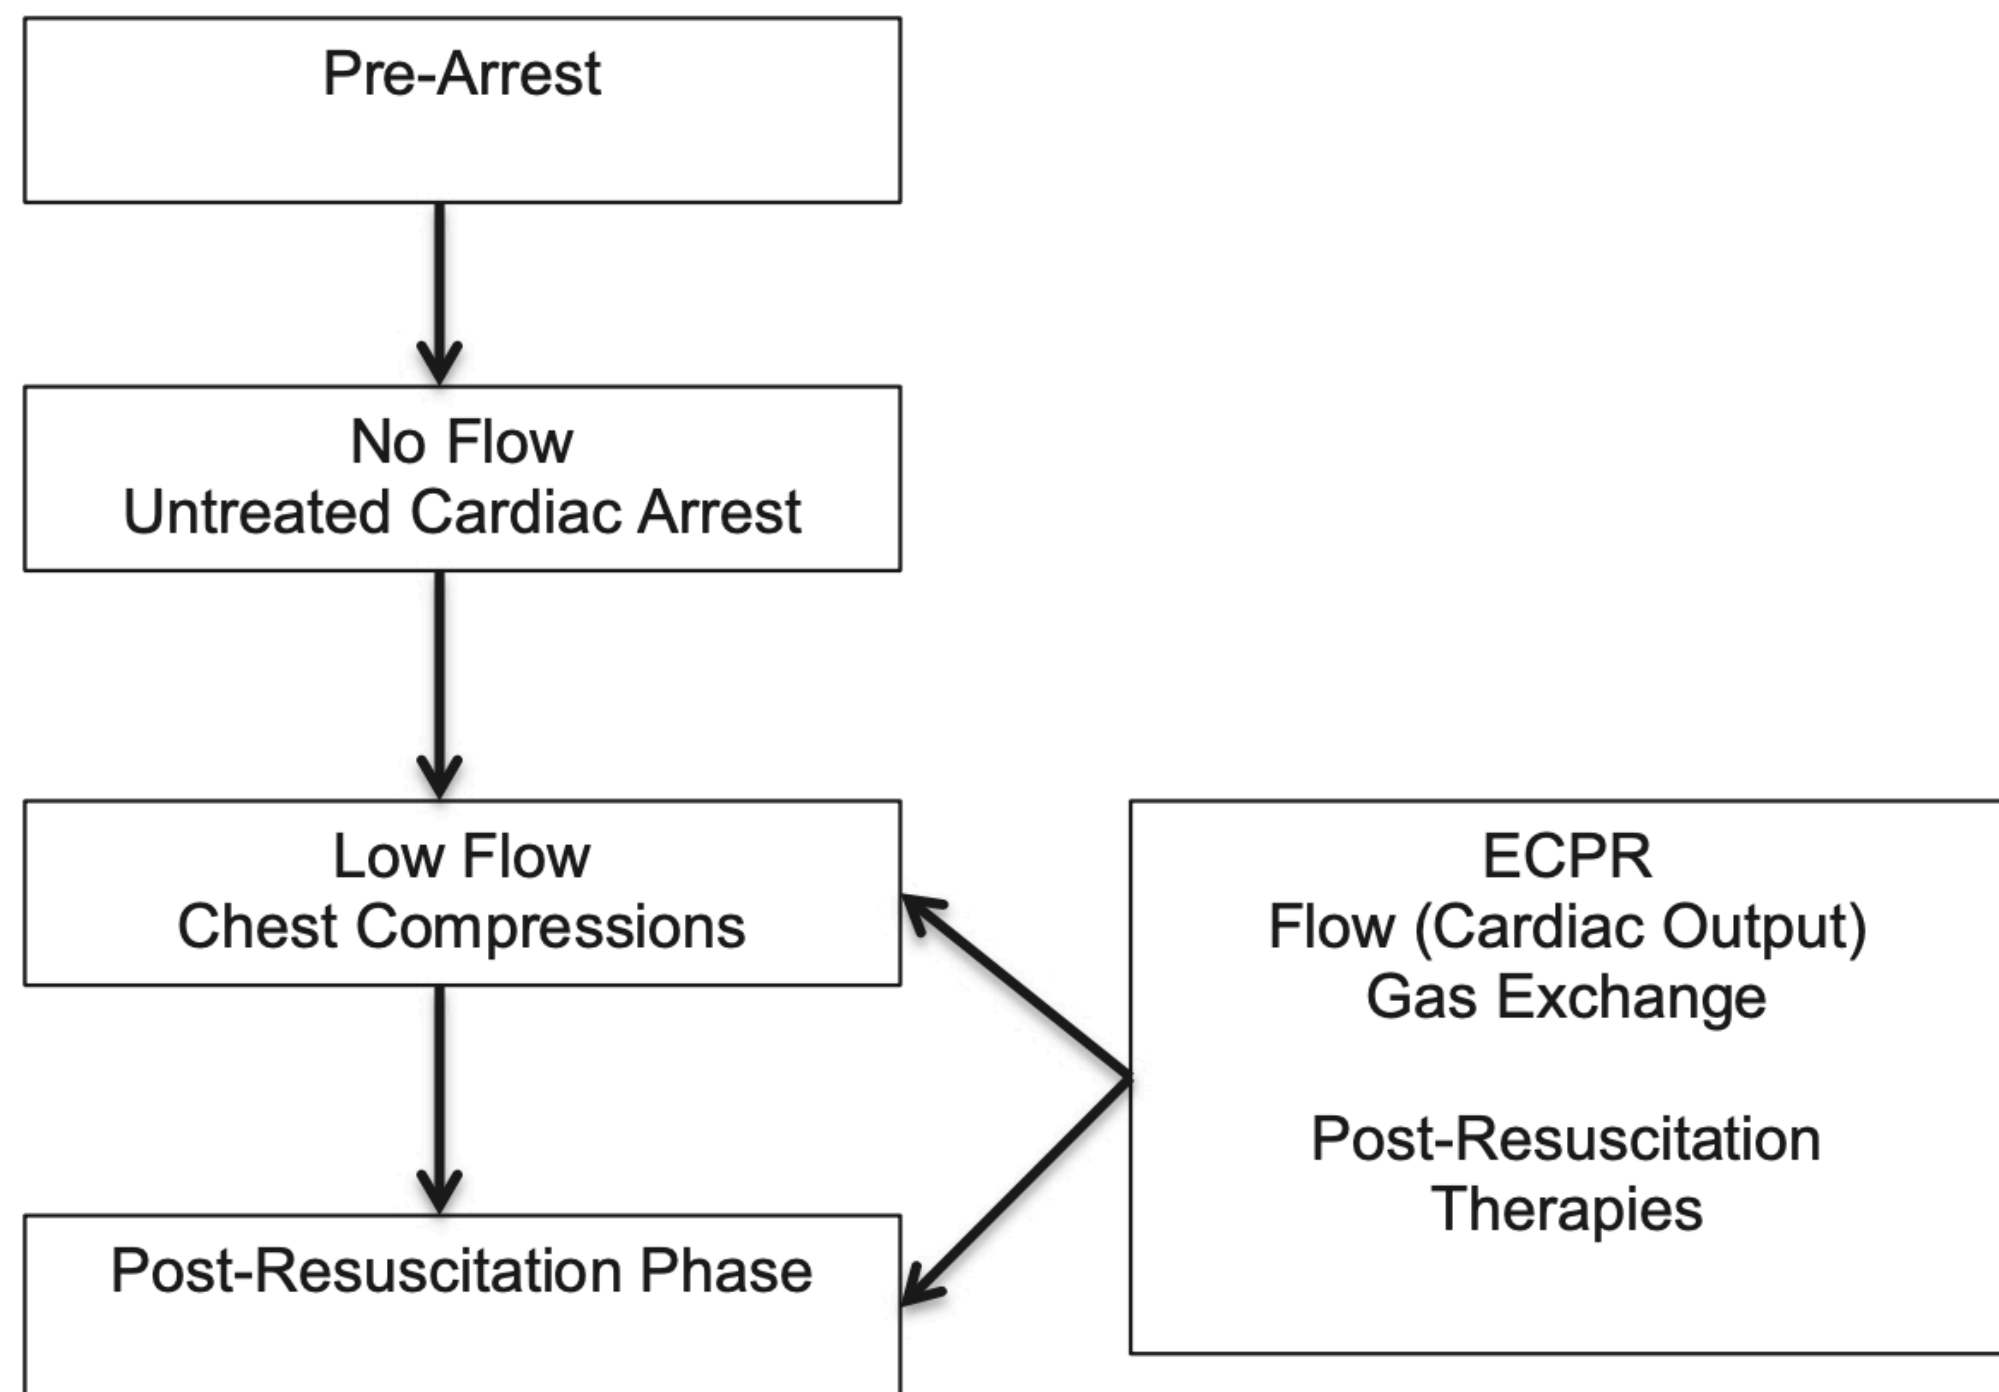 Pre-Arrest
No Flow
Untreated Cardiac Arrest
Low Flow
Chest Compressions
ECPR
Flow (Cardiac Output)
Gas Exchange
Post-Resuscitation
Therapies
Post-Resuscitation Phase